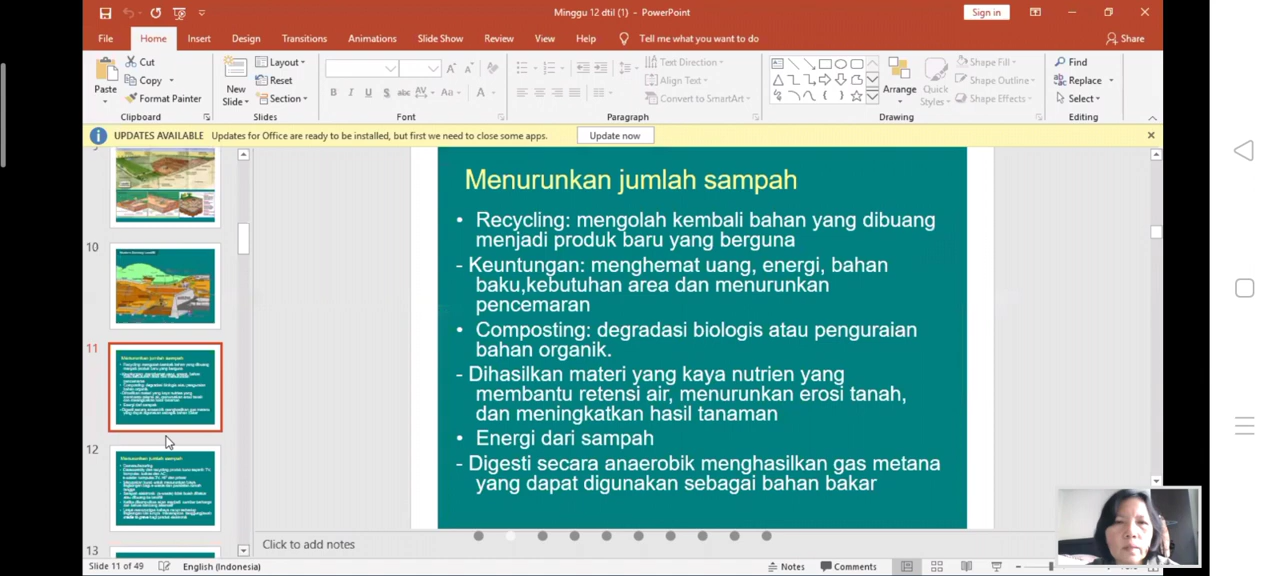 Minggu 12 dtil (1) - PowerPoint
Sign in
File Home Insert Design Transitions Animations Slide Show Review View Help Tell me what you want to do Share
Paste Cut Copy Format Painter Clipboard
New Slide Layout Reset Section Slides
Font
Text Direction Align Text Convert to SmartArt Paragraph
Arrange Quick Styles Shape Fill Shape Outline Shape Effects Drawing
Find Replace Select Editing
UPDATES AVAILABLE Updates for Office are ready to be installed, but first we need to close some apps. Update now
10
11
12
13
Menurunkan jumlah sampah
• Recycling: mengolah kembali bahan yang dibuang
menjadi produk baru yang berguna
- Keuntungan: menghemat uang, energi, bahan
baku,kebutuhan area dan menurunkan
pencemaran
• Composting: degradasi biologis atau penguraian
bahan organik.
- Dihasilkan materi yang kaya nutrien yang
membantu retensi air, menurunkan erosi tanah,
dan meningkatkan hasil tanaman
• Energi dari sampah
- Digesti secara anaerobik menghasilkan gas metana
yang dapat digunakan sebagai bahan bakar
Click to add notes
Slide 11 of 49 English (Indonesia) Notes Comments